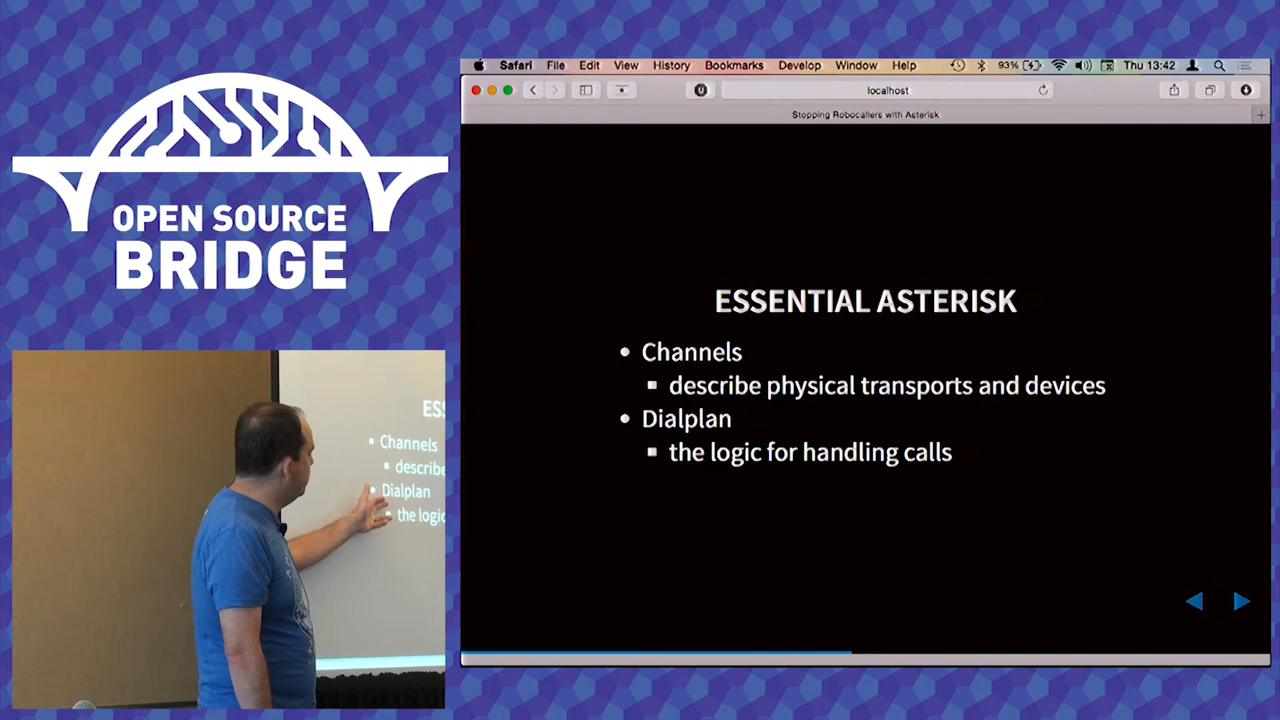 OPEN SOURCE
BRIDGE
ES
• Channels
▪ describe
• Dialplan
▪ the logic
Safari File Edit View History Bookmarks Develop Window Help 93% Thu 13:42
localhost
Stopping Robocallers with Asterisk
ESSENTIAL ASTERISK
• Channels
▪ describe physical transports and devices
• Dialplan
▪ the logic for handling calls